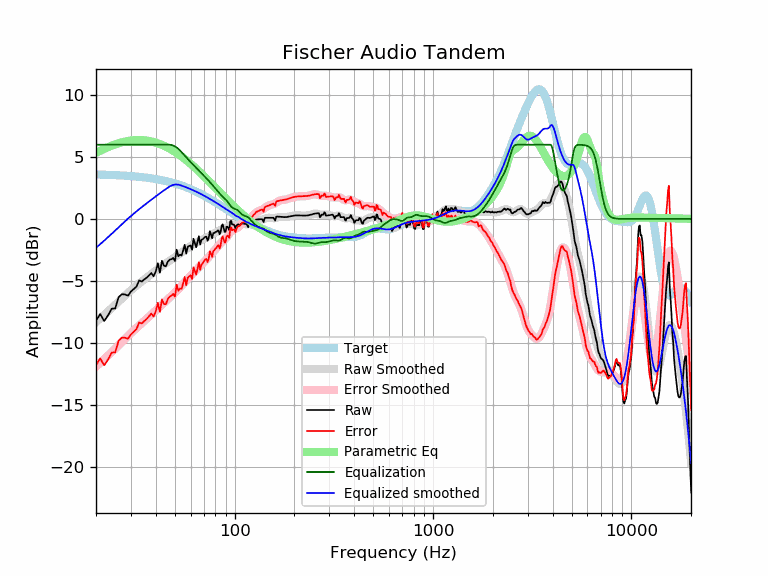 Fischer Audio Tandem
Amplitude (dBr)
10
5
0
−5
−10
−15
−20
Target
Raw Smoothed
Error Smoothed
Raw
Error
Parametric Eq
Equalization
Equalized smoothed
100
1000
10000
Frequency (Hz)